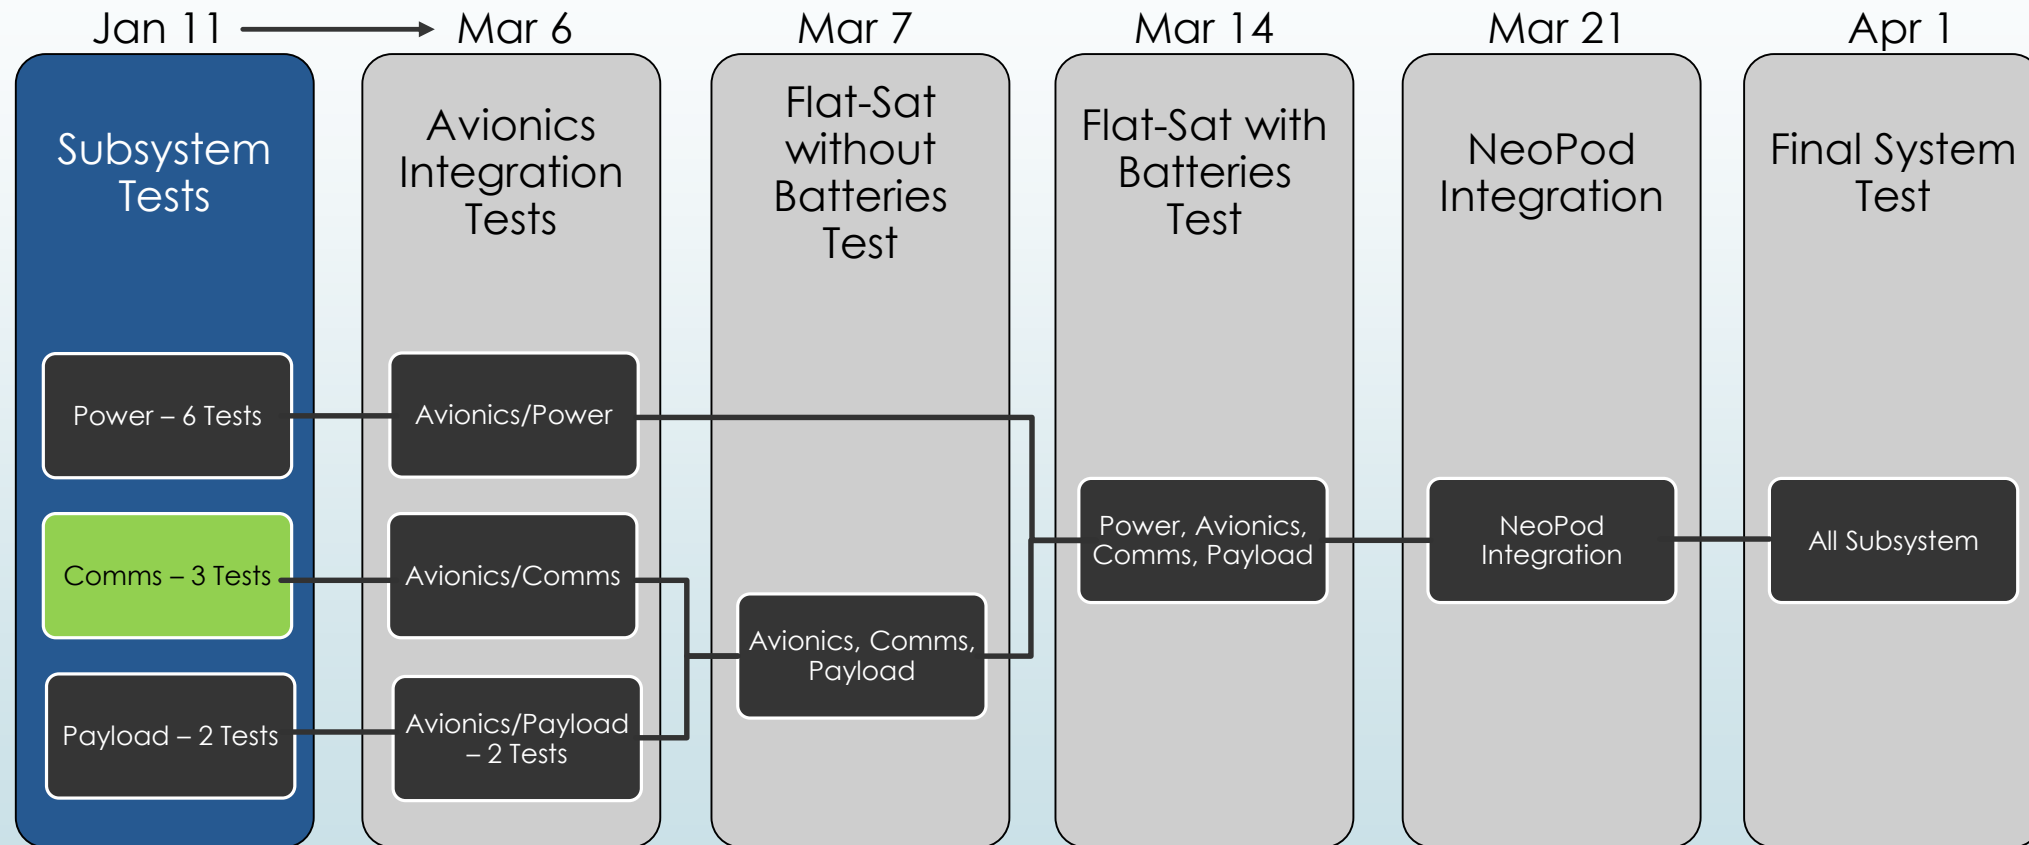 Jan 11
Mar 6
Mar 7
Mar 14
Mar 21
Apr 1
Subsystem
Tests
Avionics
Integration
Tests
Flat-Sat
without
Batteries
Test
Flat-Sat with
Batteries
Test
NeoPod
Integration
Final System
Test
Power – 6 Tests
Comms – 3 Tests
Payload – 2 Tests
Avionics/Power
Avionics/Comms
Avionics/Payload
– 2 Tests
Avionics, Comms,
Payload
Power, Avionics,
Comms, Payload
NeoPod
Integration
All Subsystem